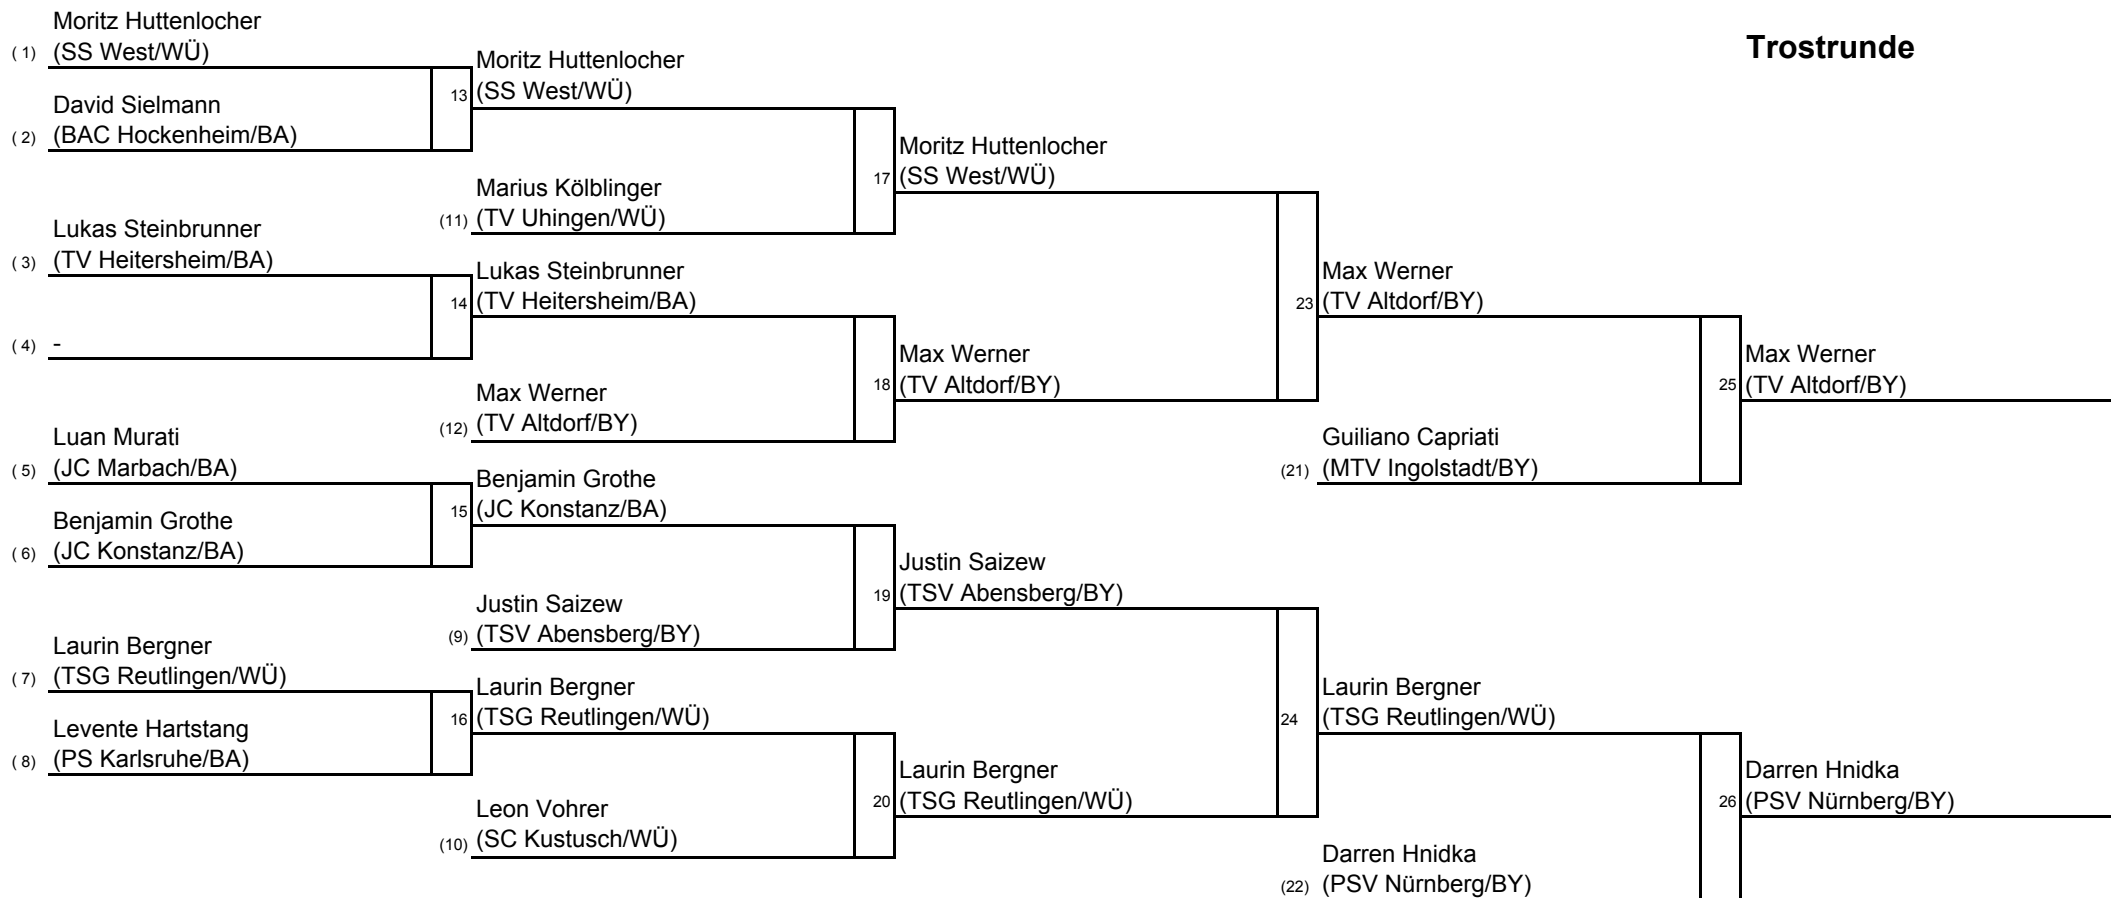 Trostrunde
Moritz Huttenlocher
( 1) (SS West/WÜ)
David Sielmann
( 2) (BAC Hockenheim/BA)
Lukas Steinbrunner
( 3) (TV Heitersheim/BA)
( 4) -
Luan Murati
( 5) (JC Marbach/BA)
Benjamin Grothe
( 6) (JC Konstanz/BA)
Laurin Bergner
( 7) (TSG Reutlingen/WÜ)
Levente Hartstang
( 8) (PS Karlsruhe/BA)
Moritz Huttenlocher
13 (SS West/WÜ)
Marius Kölblinger
(11) (TV Uhingen/WÜ)
Lukas Steinbrunner
14 (TV Heitersheim/BA)
Max Werner
(12) (TV Altdorf/BY)
Benjamin Grothe
15 (JC Konstanz/BA)
Justin Saizew
(9) (TSV Abensberg/BY)
Laurin Bergner
16 (TSG Reutlingen/WÜ)
Leon Vohrer
(10) (SC Kustusch/WÜ)
Moritz Huttenlocher
17 (SS West/WÜ)
Max Werner
18 (TV Altdorf/BY)
Justin Saizew
19 (TSV Abensberg/BY)
Laurin Bergner
20 (TSG Reutlingen/WÜ)
Max Werner
23 (TV Altdorf/BY)
Guiliano Capriati
(21) (MTV Ingolstadt/BY)
Laurin Bergner
24 (TSG Reutlingen/WÜ)
Darren Hnidka
(22) (PSV Nürnberg/BY)
Max Werner
25 (TV Altdorf/BY)
Darren Hnidka
26 (PSV Nürnberg/BY)